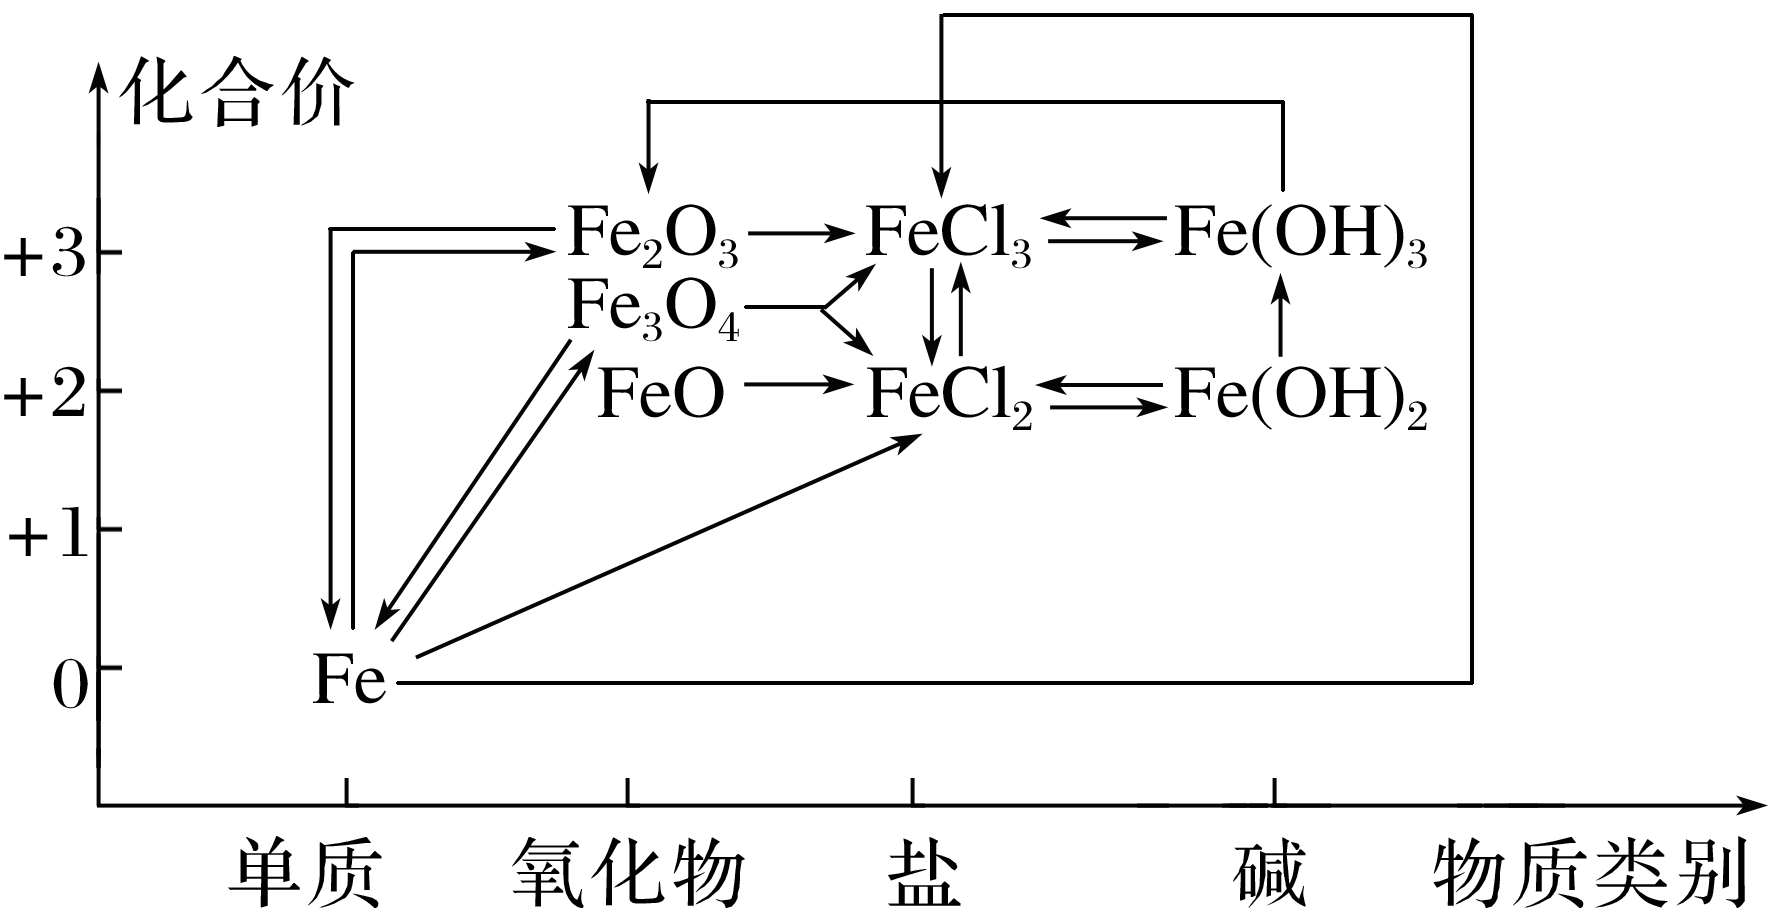 化合价
+3 Fe₂O₃ FeCl₃ Fe(OH)₃
Fe₃O₄
+2 FeO FeCl₂ Fe(OH)₂
+1
0 Fe
单质 氧化物 盐 碱 物质类别